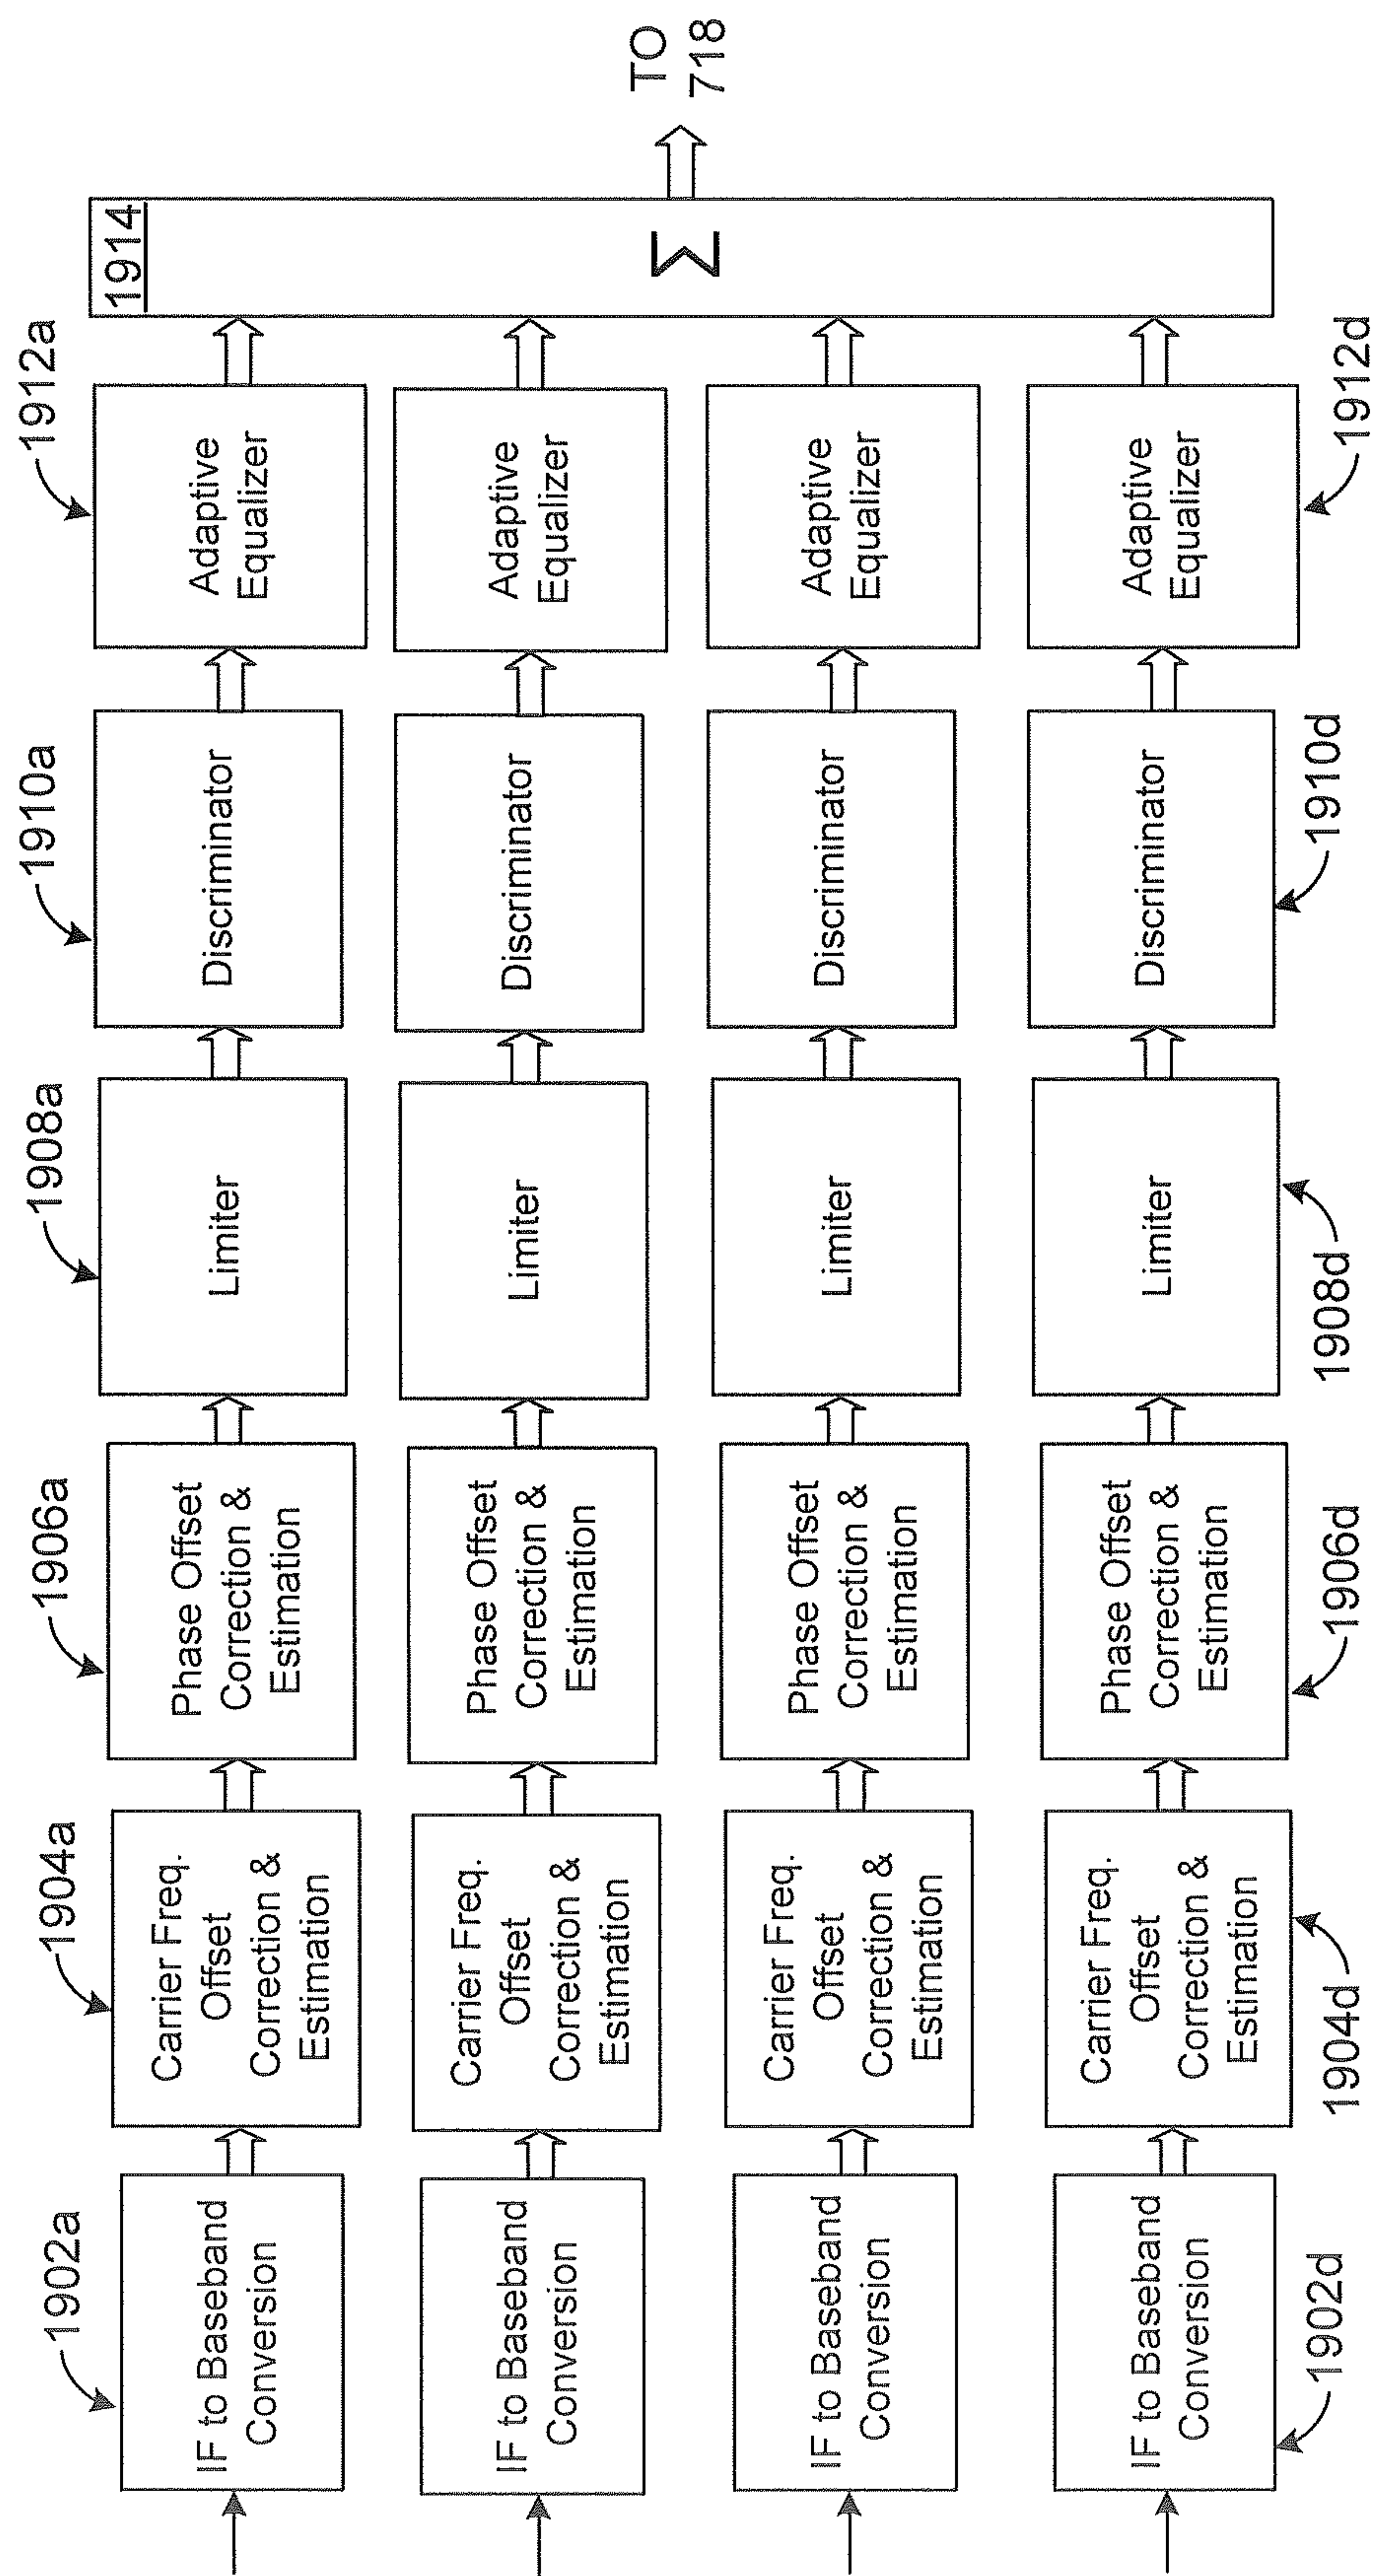 1902a
1904a
1906a
1908a
1910a
1912a
1914
IF to Baseband
Conversion
Carrier Freq.
Offset
Correction &
Estimation
Phase Offset
Correction &
Estimation
Limiter
Discriminator
Adaptive
Equalizer
IF to Baseband
Conversion
Carrier Freq.
Offset
Correction &
Estimation
Phase Offset
Correction &
Estimation
Limiter
Discriminator
Adaptive
Equalizer
Σ
TO
718
IF to Baseband
Conversion
Carrier Freq.
Offset
Correction &
Estimation
Phase Offset
Correction &
Estimation
Limiter
Discriminator
Adaptive
Equalizer
IF to Baseband
Conversion
Carrier Freq.
Offset
Correction &
Estimation
Phase Offset
Correction &
Estimation
Limiter
Discriminator
Adaptive
Equalizer
1902d
1904d
1906d
1908d
1910d
1912d